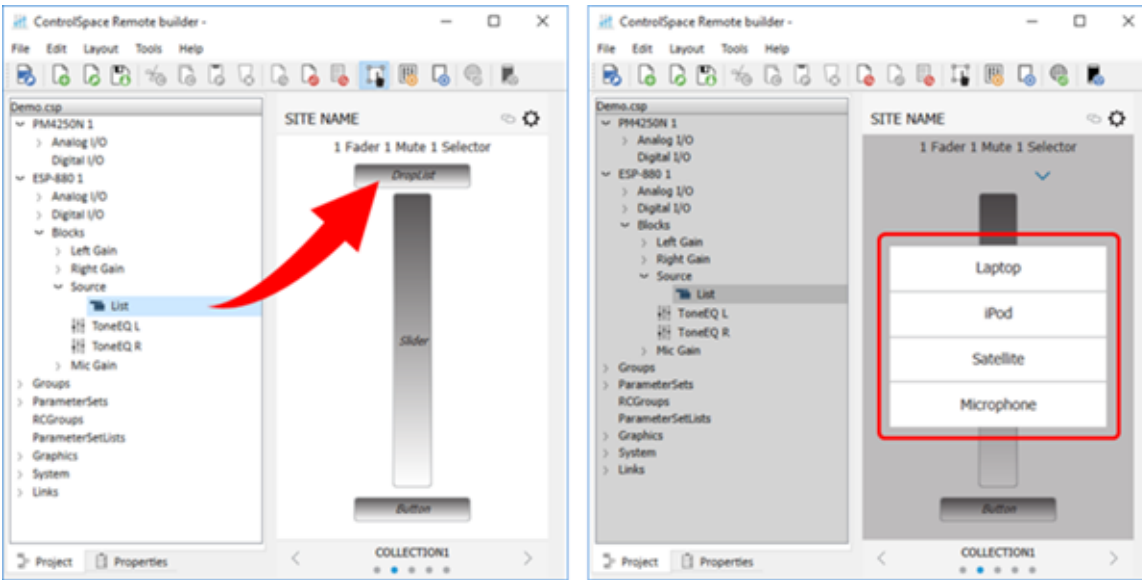 ControlSpace Remote builder -
File Edit Layout Tools Help
Demo.csp
PM4250N 1
Analog I/O
Digital I/O
ESP-880 1
Analog I/O
Digital I/O
Blocks
Left Gain
Right Gain
Source
List
ToneEQ L
ToneEQ R
Mic Gain
Groups
ParameterSets
RCGroups
ParameterSetLists
Graphics
System
Links
Project Properties
SITE NAME
1 Fader 1 Mute 1 Selector
DropList
Slider
Button
COLLECTION1
ControlSpace Remote builder -
File Edit Layout Tools Help
Demo.csp
PM4250N 1
Analog I/O
Digital I/O
ESP-880 1
Analog I/O
Digital I/O
Blocks
Left Gain
Right Gain
Source
List
ToneEQ L
ToneEQ R
Mic Gain
Groups
ParameterSets
RCGroups
ParameterSetLists
Graphics
System
Links
Project Properties
SITE NAME
1 Fader 1 Mute 1 Selector
Laptop
iPod
Satellite
Microphone
Button
COLLECTION1